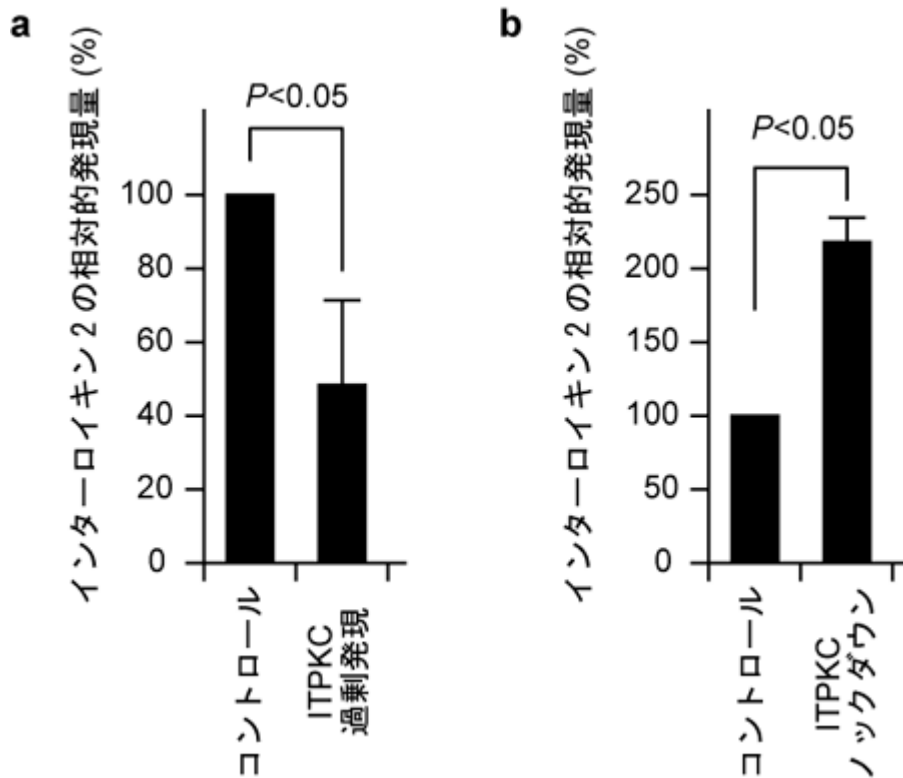 a
インターロイキン2の相対的発現量 (%)
P<0.05
100
80
60
40
20
0
コントロール
ITPKC
過剰発現
b
インターロイキン2の相対的発現量 (%)
P<0.05
250
200
150
100
50
0
コントロール
ITPKC
ノックダウン